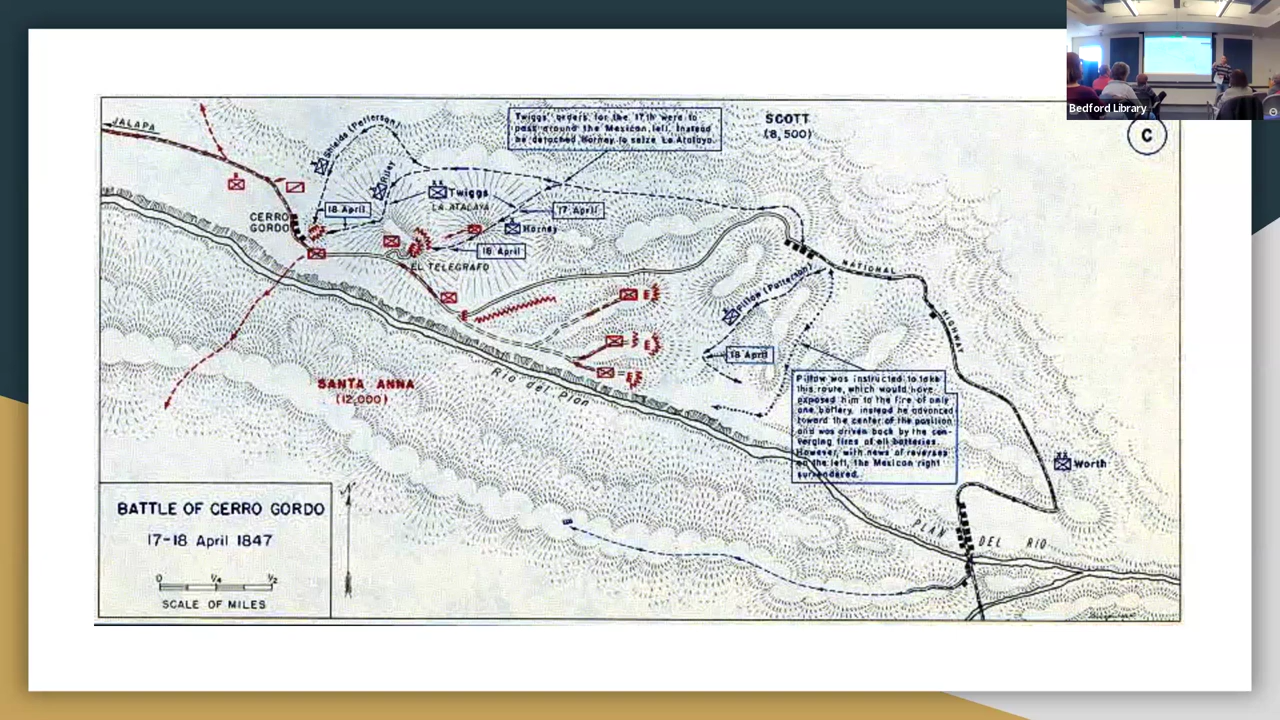 Bedford Library
JALAPA
Shields (Patterson)
Riley
Twiggs' orders for the 17th were to
pass around the Mexican left. Instead
he detached Harney to seize La Atalaya.
SCOTT
(8,500)
C
Twiggs
LA ATALAYA
18 April
17 April
CERRO
GORDO
Harney
18 April
EL TELEGRAFO
NATIONAL
HIGHWAY
Pillow (Patterson)
18 April
SANTA ANNA
(12,000)
Rio del Plan
Pillow was instructed to take
this route, which would have
exposed him to the fire of only
one battery. Instead he advanced
toward the center of the position
and was driven back by the con-
verging fires of all batteries.
However, with news of reverses
on the left, the Mexican right
surrendered.
Worth
PLAN DEL RIO
BATTLE OF CERRO GORDO
17-18 April 1847
0 1/4 1/2
SCALE OF MILES